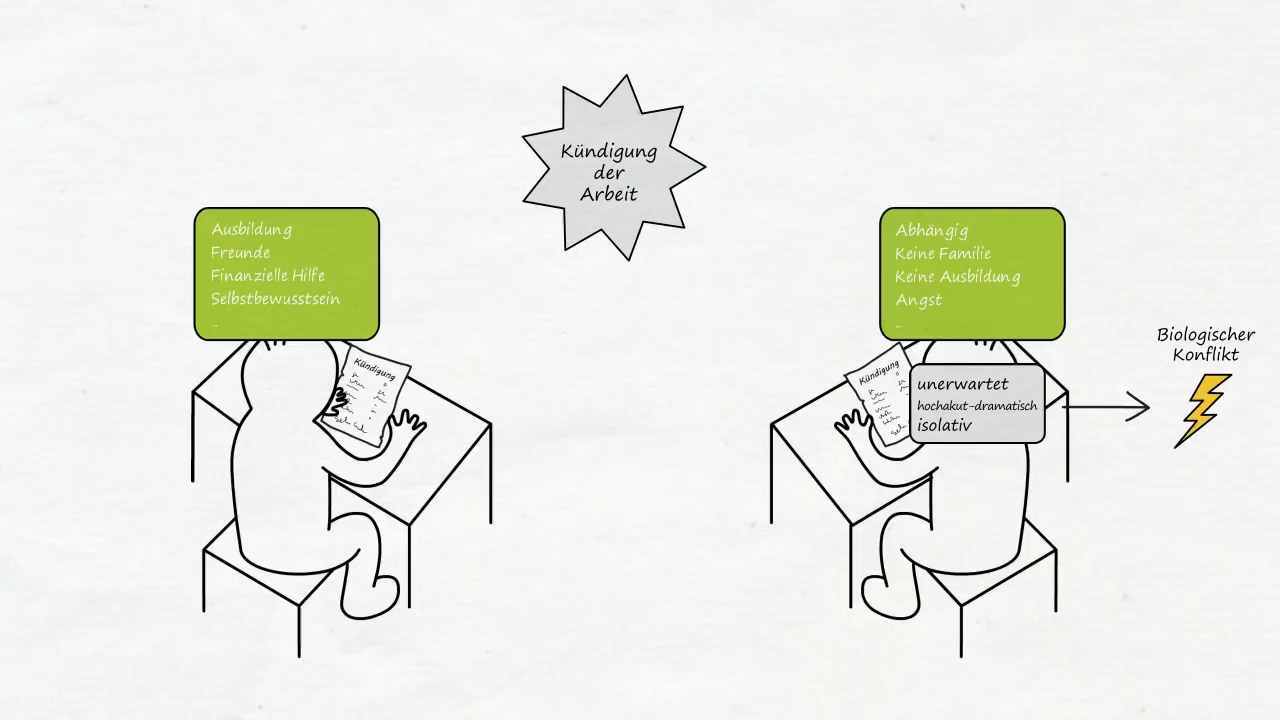 Kündigung
der
Arbeit
Ausbildung
Freunde
Finanzielle Hilfe
Selbstbewusstsein
...
Kündigung
Abhängig
Keine Familie
Keine Ausbildung
Angst
...
Kündigung
unerwartet
hochakut-dramatisch
isolativ
Biologischer
Konflikt